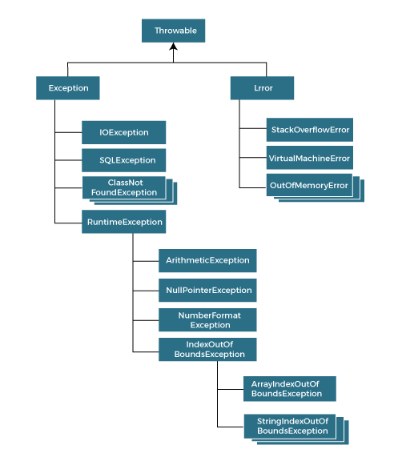 Throwable
Exception
Lrror
IOException
SQLException
ClassNot
FoundException
RuntimeException
StackOverflowError
VirtualMachineError
OutOfMemoryError
ArithmeticException
NullPointerException
NumberFormat
Exception
IndexOutOf
BoundsException
ArrayIndexOutOf
BoundsException
StringIndexOutOf
BoundsException